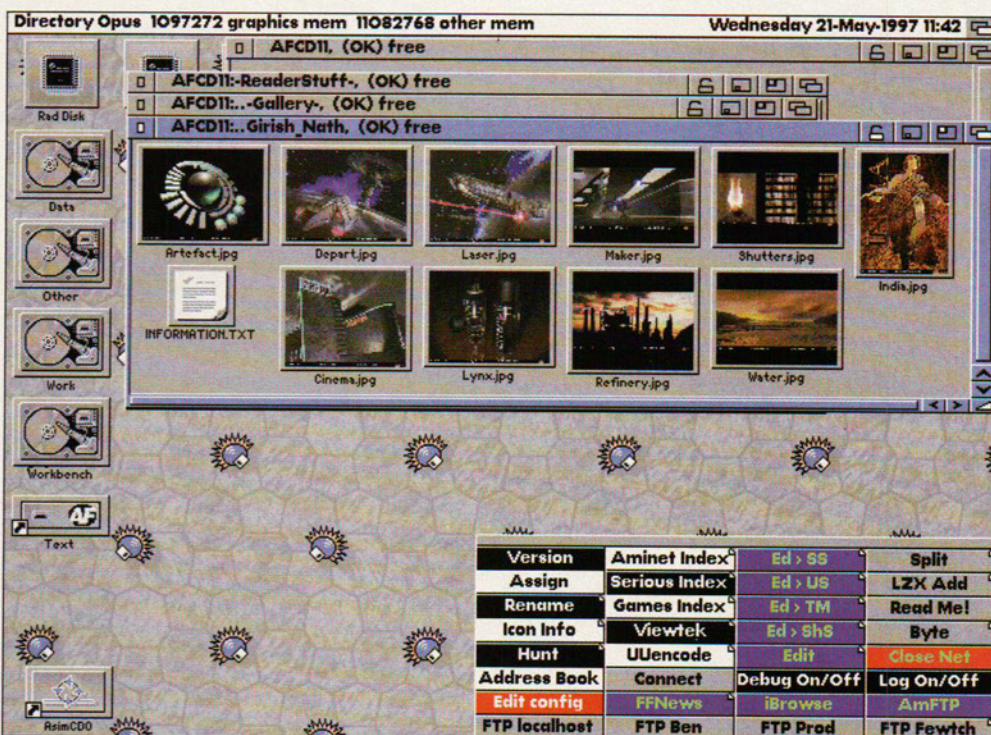 Directory Opus 1097272 graphics mem 11082768 other mem
Wednesday 21-May-1997 11:42
AFCD11, (OK) free
AFCD11:-ReaderStuff-, (OK) free
AFCD11:..-Gallery-, (OK) free
AFCD11:..Girish_Nath, (OK) free
Rad Disk
Data
Other
Work
Workbench
AF
Text
AsimCD0
Artefact.jpg
Depart.jpg
Laser.jpg
Maker.jpg
Shutters.jpg
India.jpg
INFORMATION.TXT
Cinema.jpg
Lynx.jpg
Refinery.jpg
Water.jpg
Version
Aminet Index
Ed > SS
Split
Assign
Serious Index
Ed > US
LZX Add
Rename
Games Index
Ed > TM
Read Me!
Icon Info
Viewtek
Ed > ShS
Byte
Hunt
UUencode
Edit
Close Net
Address Book
Connect
Debug On/Off
Log On/Off
Edit config
FFNews
iBrowse
AmFTP
FTP localhost
FTP Ben
FTP Prod
FTP Fewtch